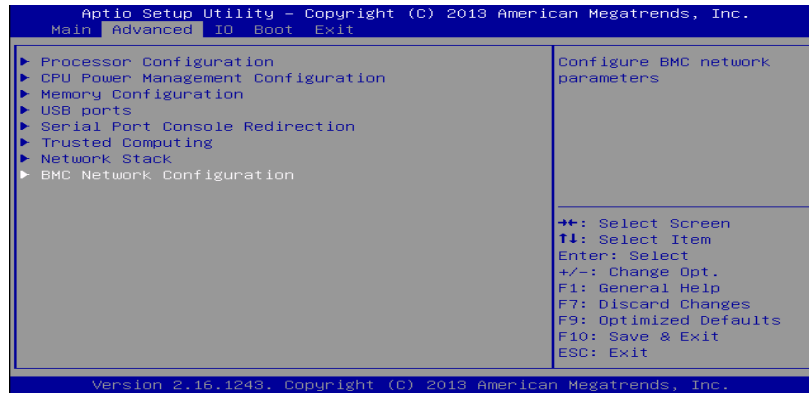 Aptio Setup Utility – Copyright (C) 2013 American Megatrends, Inc.
Main Advanced IO Boot Exit
▶ Processor Configuration
▶ CPU Power Management Configuration
▶ Memory Configuration
▶ USB ports
▶ Serial Port Console Redirection
▶ Trusted Computing
▶ Network Stack
▶ BMC Network Configuration
Configure BMC network
parameters
→←: Select Screen
↑↓: Select Item
Enter: Select
+/-: Change Opt.
F1: General Help
F7: Discard Changes
F9: Optimized Defaults
F10: Save & Exit
ESC: Exit
Version 2.16.1243. Copyright (C) 2013 American Megatrends, Inc.